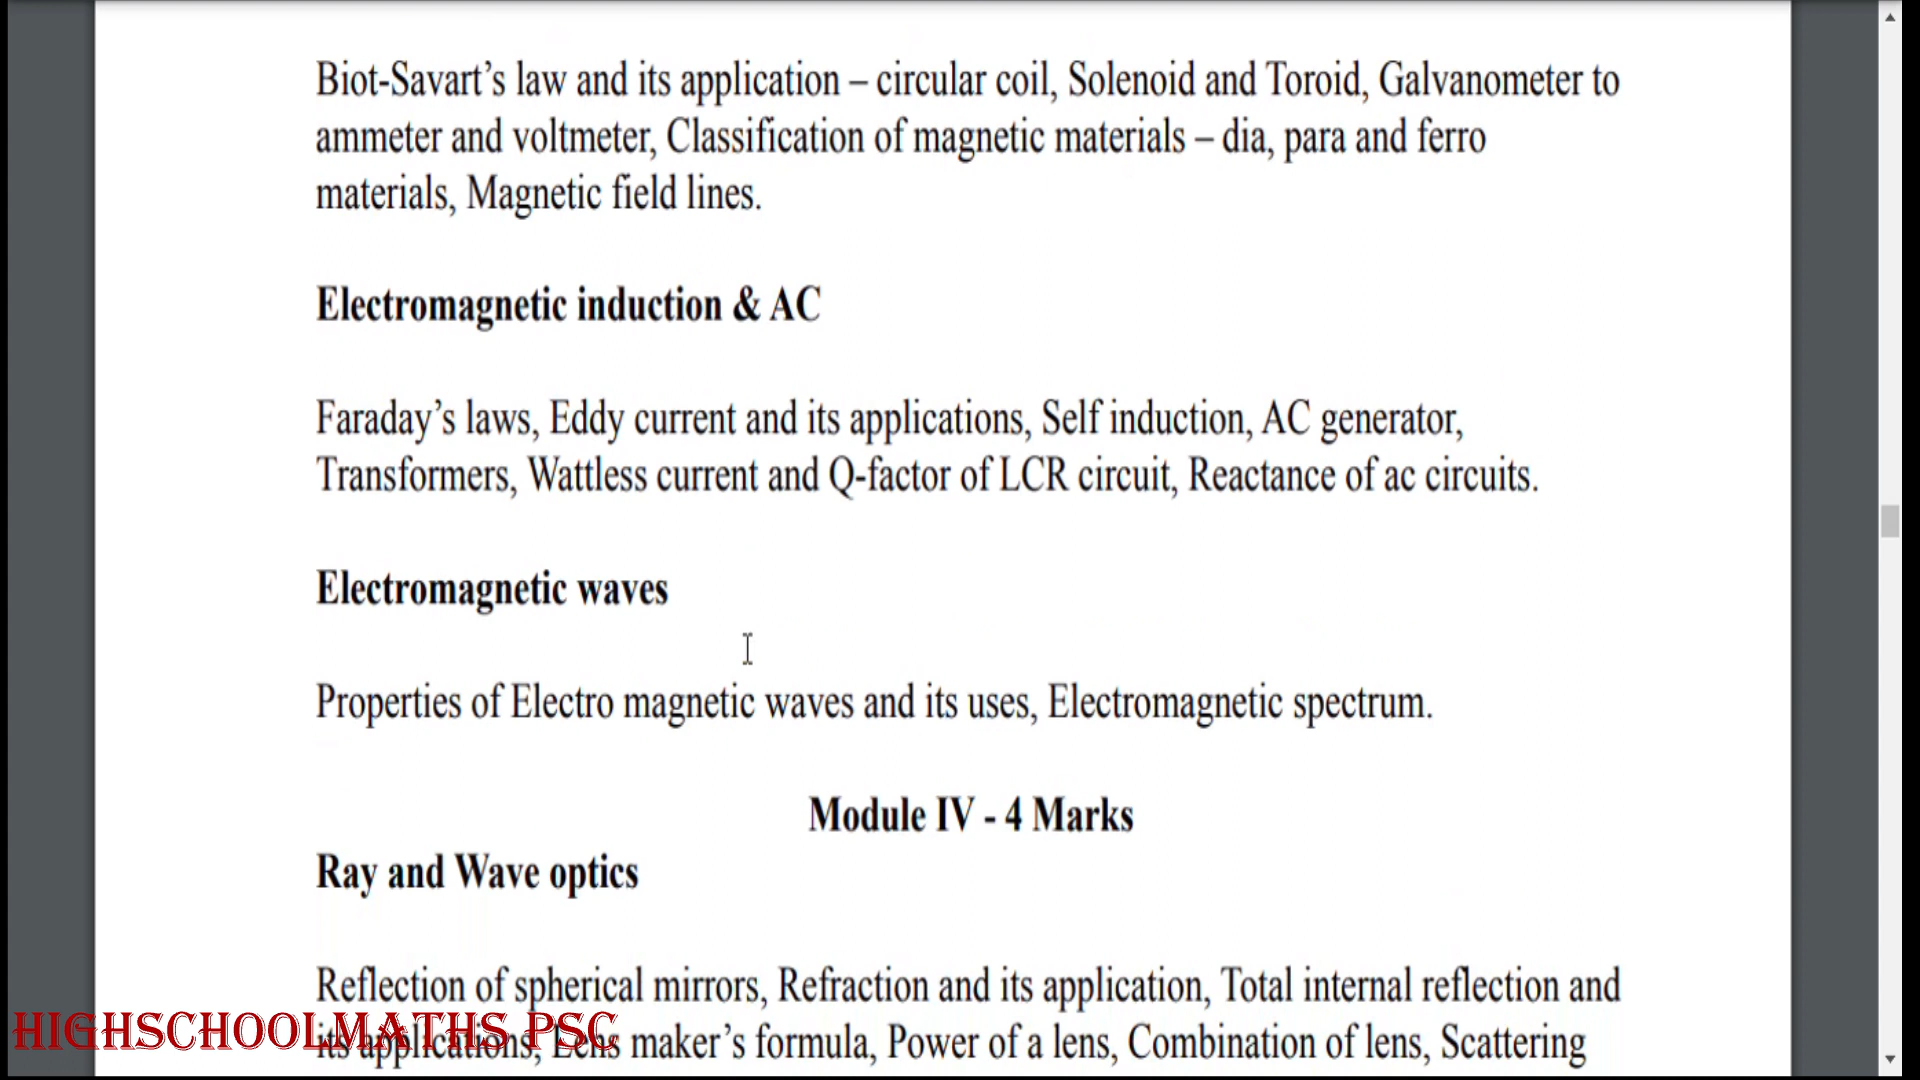 Biot-Savart’s law and its application – circular coil, Solenoid and Toroid, Galvanometer to
ammeter and voltmeter, Classification of magnetic materials – dia, para and ferro
materials, Magnetic field lines.
Electromagnetic induction & AC
Faraday’s laws, Eddy current and its applications, Self induction, AC generator,
Transformers, Wattless current and Q-factor of LCR circuit, Reactance of ac circuits.
Electromagnetic waves
Properties of Electro magnetic waves and its uses, Electromagnetic spectrum.
Module IV - 4 Marks
Ray and Wave optics
Reflection of spherical mirrors, Refraction and its application, Total internal reflection and
its applications, Lens maker’s formula, Power of a lens, Combination of lens, Scattering
HIGHSCHOOLMATHS PSC